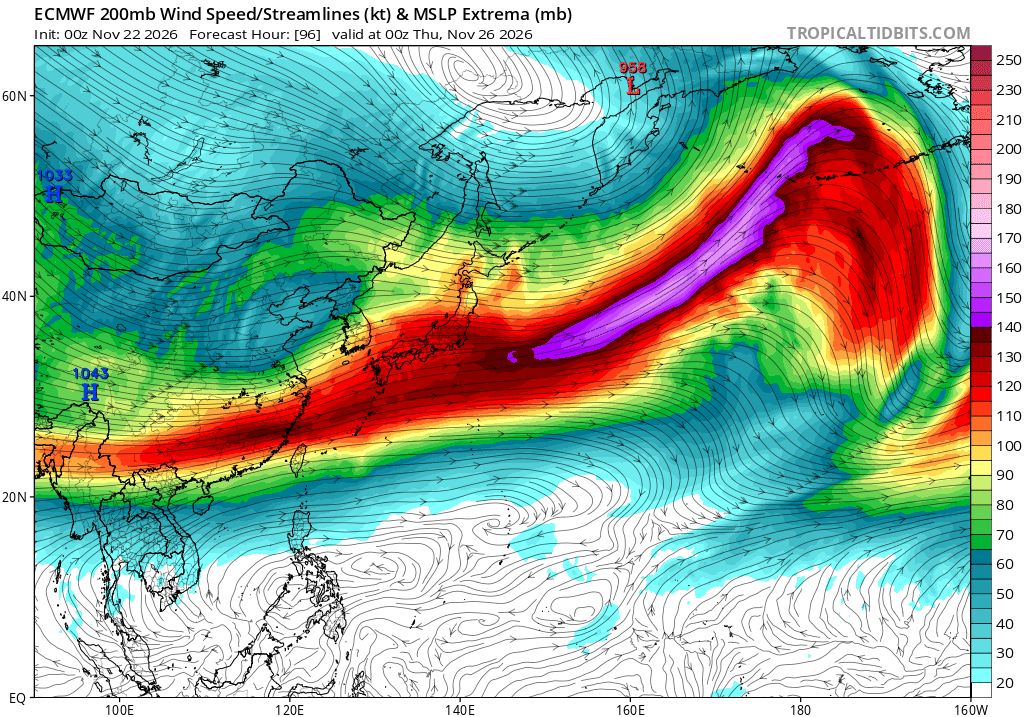 ECMWF 200mb Wind Speed/Streamlines (kt) & MSLP Extrema (mb)
Init: 00z Nov 22 2026 Forecast Hour: [96] valid at 00z Thu, Nov 26 2026
TROPICALTIDBITS.COM
958
L
1033
H
1043
H
60N
40N
20N
EQ
100E
120E
140E
160E
180
160W
250
230
210
200
190
180
170
160
150
140
130
120
110
100
90
80
70
60
50
40
30
20